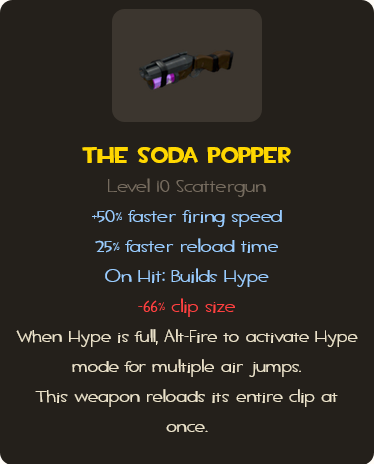 THE SODA POPPER
Level 10 Scattergun
+50% faster firing speed
25% faster reload time
On Hit: Builds Hype
-66% clip size
When Hype is full, Alt-Fire to activate Hype
mode for multiple air jumps.
This weapon reloads its entire clip at
once.